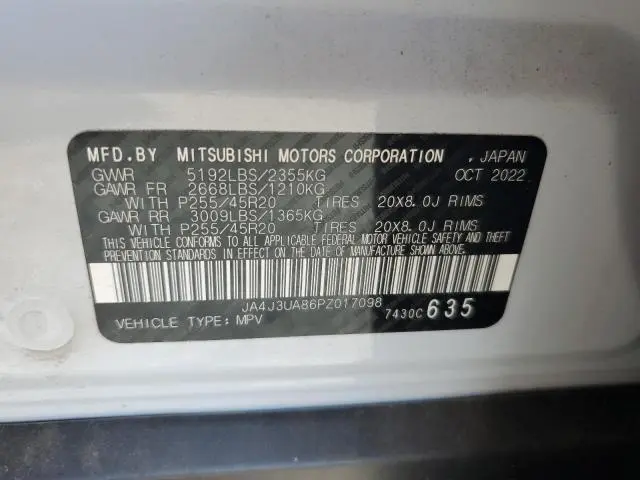 MFD.BY MITSUBISHI MOTORS CORPORATION , JAPAN
GVWR 5192LBS/2355KG OCT 2022
GAWR FR 2668LBS/1210KG
WITH P255/45R20 TIRES 20X8.0J RIMS
GAWR RR 3009LBS/1365KG
WITH P255/45R20 TIRES 20X8.0J RIMS
THIS VEHICLE CONFORMS TO ALL APPLICABLE FEDERAL MOTOR VEHICLE SAFETY AND THEFT
PREVENTION STANDARDS IN EFFECT ON THE DATE OF MANUFACTURE SHOWN ABOVE.
JA4J3UA86PZ017098
VEHICLE TYPE: MPV 7430C 635